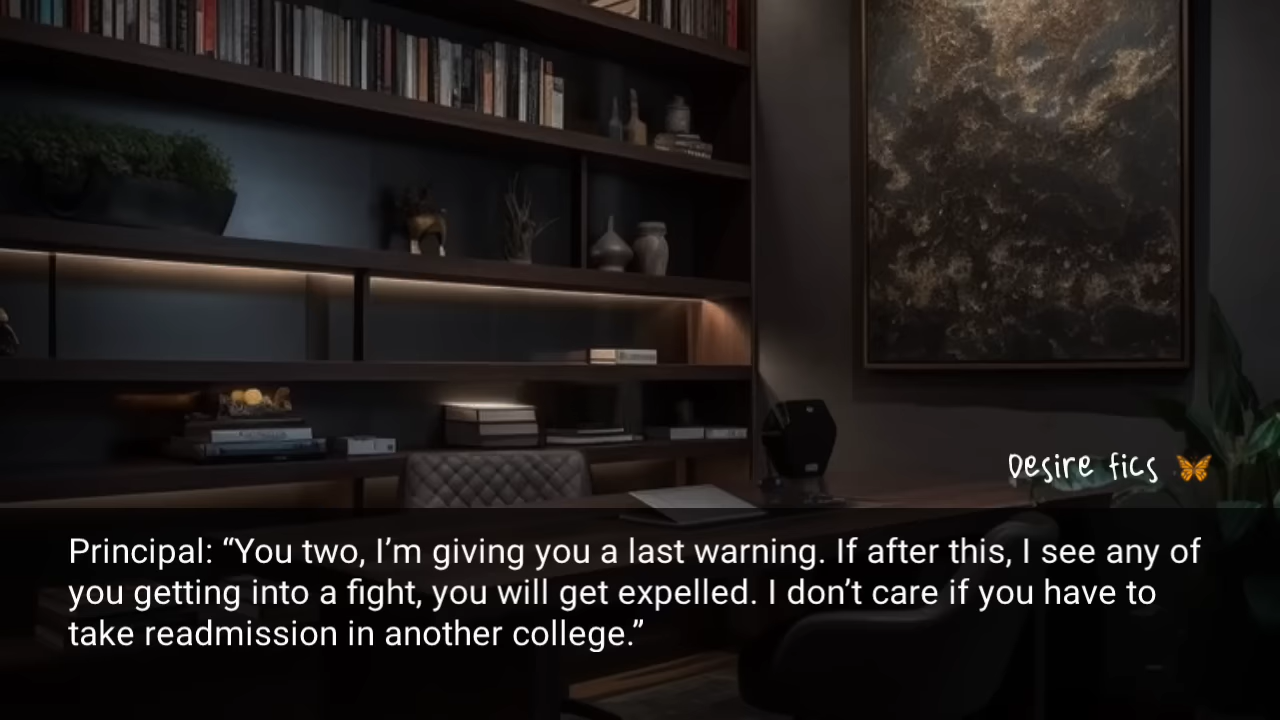 Desire fics 🦋
Principal: “You two, I’m giving you a last warning. If after this, I see any of
you getting into a fight, you will get expelled. I don’t care if you have to
take readmission in another college.”